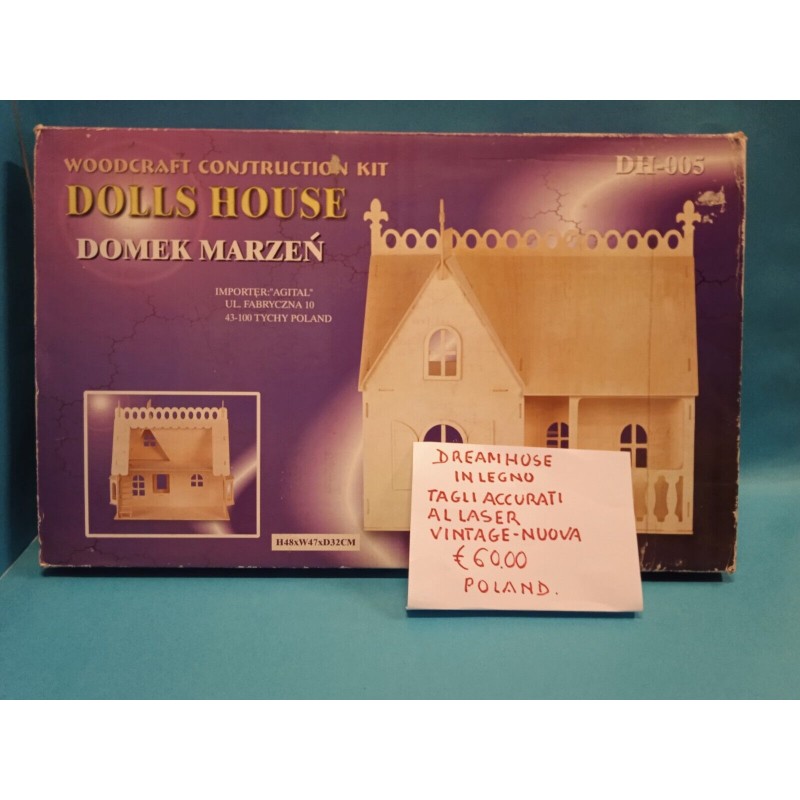 WOODCRAFT CONSTRUCTION KIT
DH-005
DOLLS HOUSE
DOMEK MARZEŃ
IMPORTER:"AGITAL"
UL. FABRYCZNA 10
43-100 TYCHY POLAND
H48xW47xD32CM
DREAMHOSE
IN LEGNO
TAGLI ACCURATI
AL LASER
VINTAGE-NUOVA
€ 60.00
POLAND.